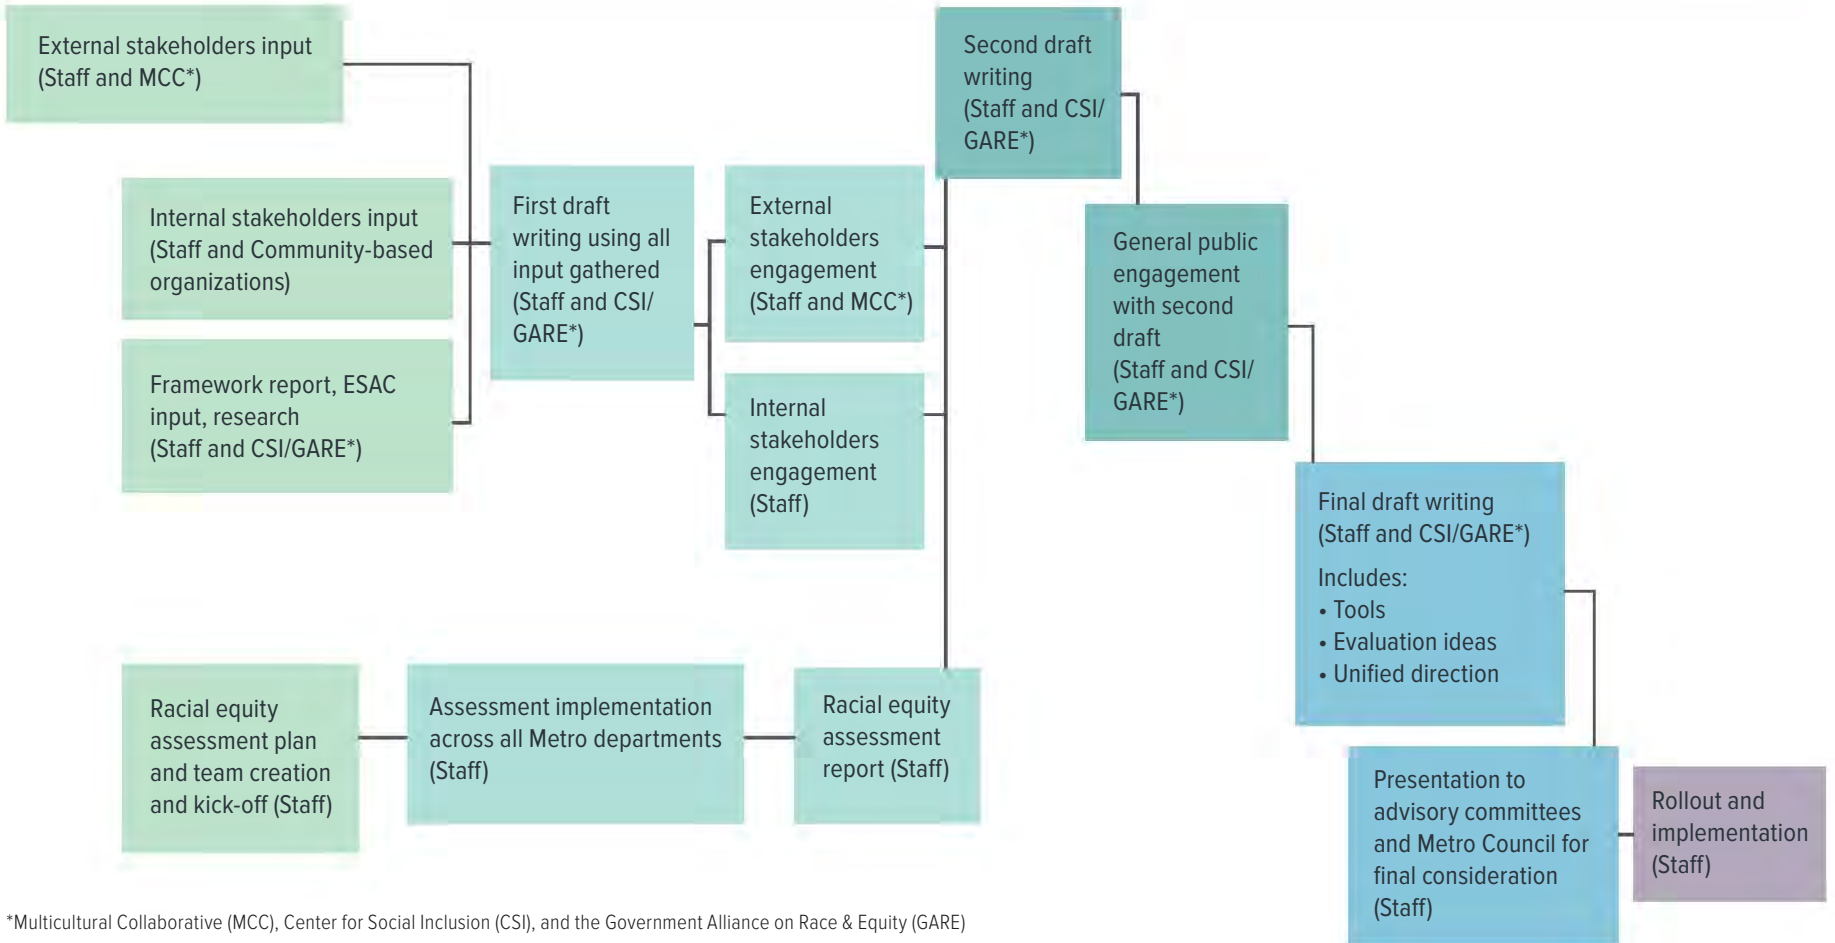 External stakeholders input
(Staff and MCC*)
Internal stakeholders input
(Staff and Community-based
organizations)
Framework report, ESAC
input, research
(Staff and CSI/GARE*)
First draft
writing using all
input gathered
(Staff and CSI/
GARE*)
External
stakeholders
engagement
(Staff and MCC*)
Internal
stakeholders
engagement
(Staff)
Racial equity
assessment plan
and team creation
and kick-off (Staff)
Assessment implementation
across all Metro departments
(Staff)
Racial equity
assessment
report (Staff)
Second draft
writing
(Staff and CSI/
GARE*)
General public
engagement
with second
draft
(Staff and CSI/
GARE*)
Final draft writing
(Staff and CSI/GARE*)
Includes:
• Tools
• Evaluation ideas
• Unified direction
Presentation to
advisory committees
and Metro Council for
final consideration
(Staff)
Rollout and
implementation
(Staff)
*Multicultural Collaborative (MCC), Center for Social Inclusion (CSI), and the Government Alliance on Race & Equity (GARE)